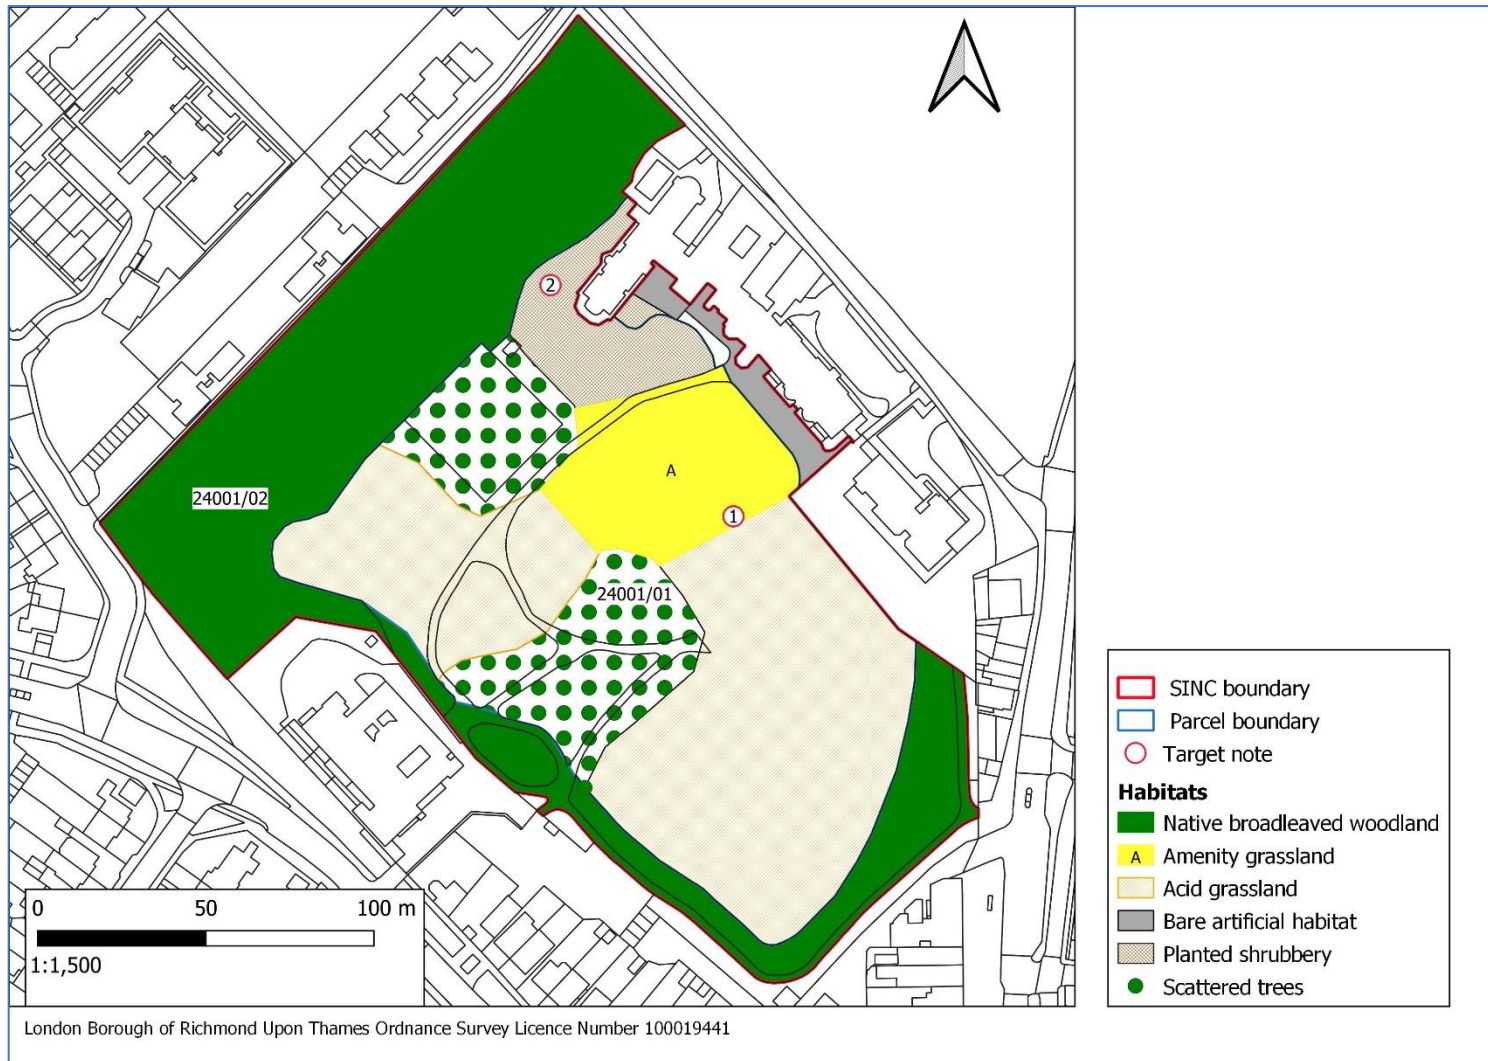 2
A
1
24001/02
24001/01
0 50 100 m
1:1,500
SINC boundary
Parcel boundary
Target note
Habitats
Native broadleaved woodland
A Amenity grassland
Acid grassland
Bare artificial habitat
Planted shrubbery
Scattered trees
London Borough of Richmond Upon Thames Ordnance Survey Licence Number 100019441